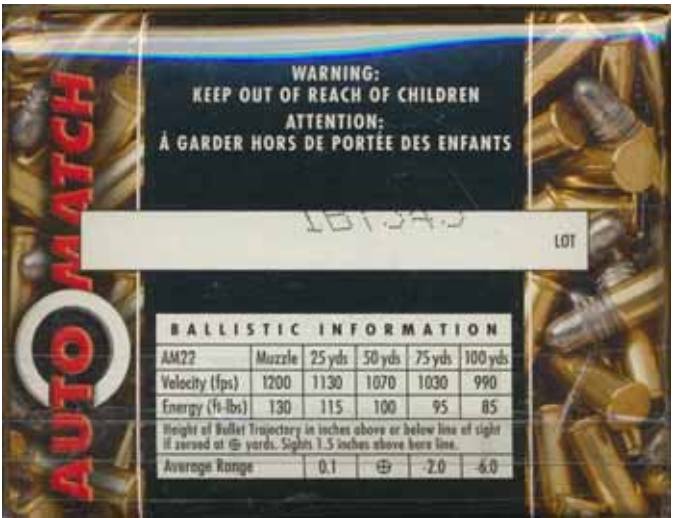 WARNING:
KEEP OUT OF REACH OF CHILDREN
ATTENTION:
À GARDER HORS DE PORTÉE DES ENFANTS
AUTO MATCH
LOT
BALLISTIC INFORMATION
AM22 Muzzle 25 yds 50 yds 75 yds 100 yds
Velocity (fps) 1200 1130 1070 1030 990
Energy (ft-lbs) 130 115 100 95 85
Height of Bullet Trajectory in inches above or below line of sight
if zeroed at ⊕ yards. Sights 1.5 inches above bore line.
Average Range 0.1 ⊕ -2.0 -6.0